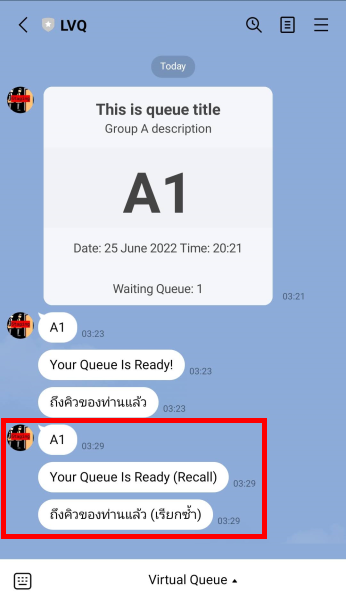 LVQ
Today
This is queue title
Group A description
A1
Date: 25 June 2022 Time: 20:21
Waiting Queue: 1
03:21
A1
03:23
Your Queue Is Ready!
03:23
ถึงคิวของท่านแล้ว
03:23
A1
03:29
Your Queue Is Ready (Recall)
03:29
ถึงคิวของท่านแล้ว (เรียกซ้ำ)
03:29
Virtual Queue